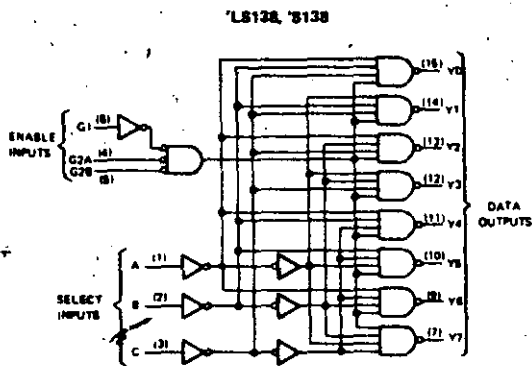 'LS138, 'S138
(15) Y0
(14) Y1
(13) Y2
(12) Y3
(11) Y4
(10) Y5
(9) Y6
(7) Y7
DATA
OUTPUTS
ENABLE
INPUTS
G1 (6)
G2A (4)
G2B (5)
SELECT
INPUTS
A (1)
B (2)
C (3)